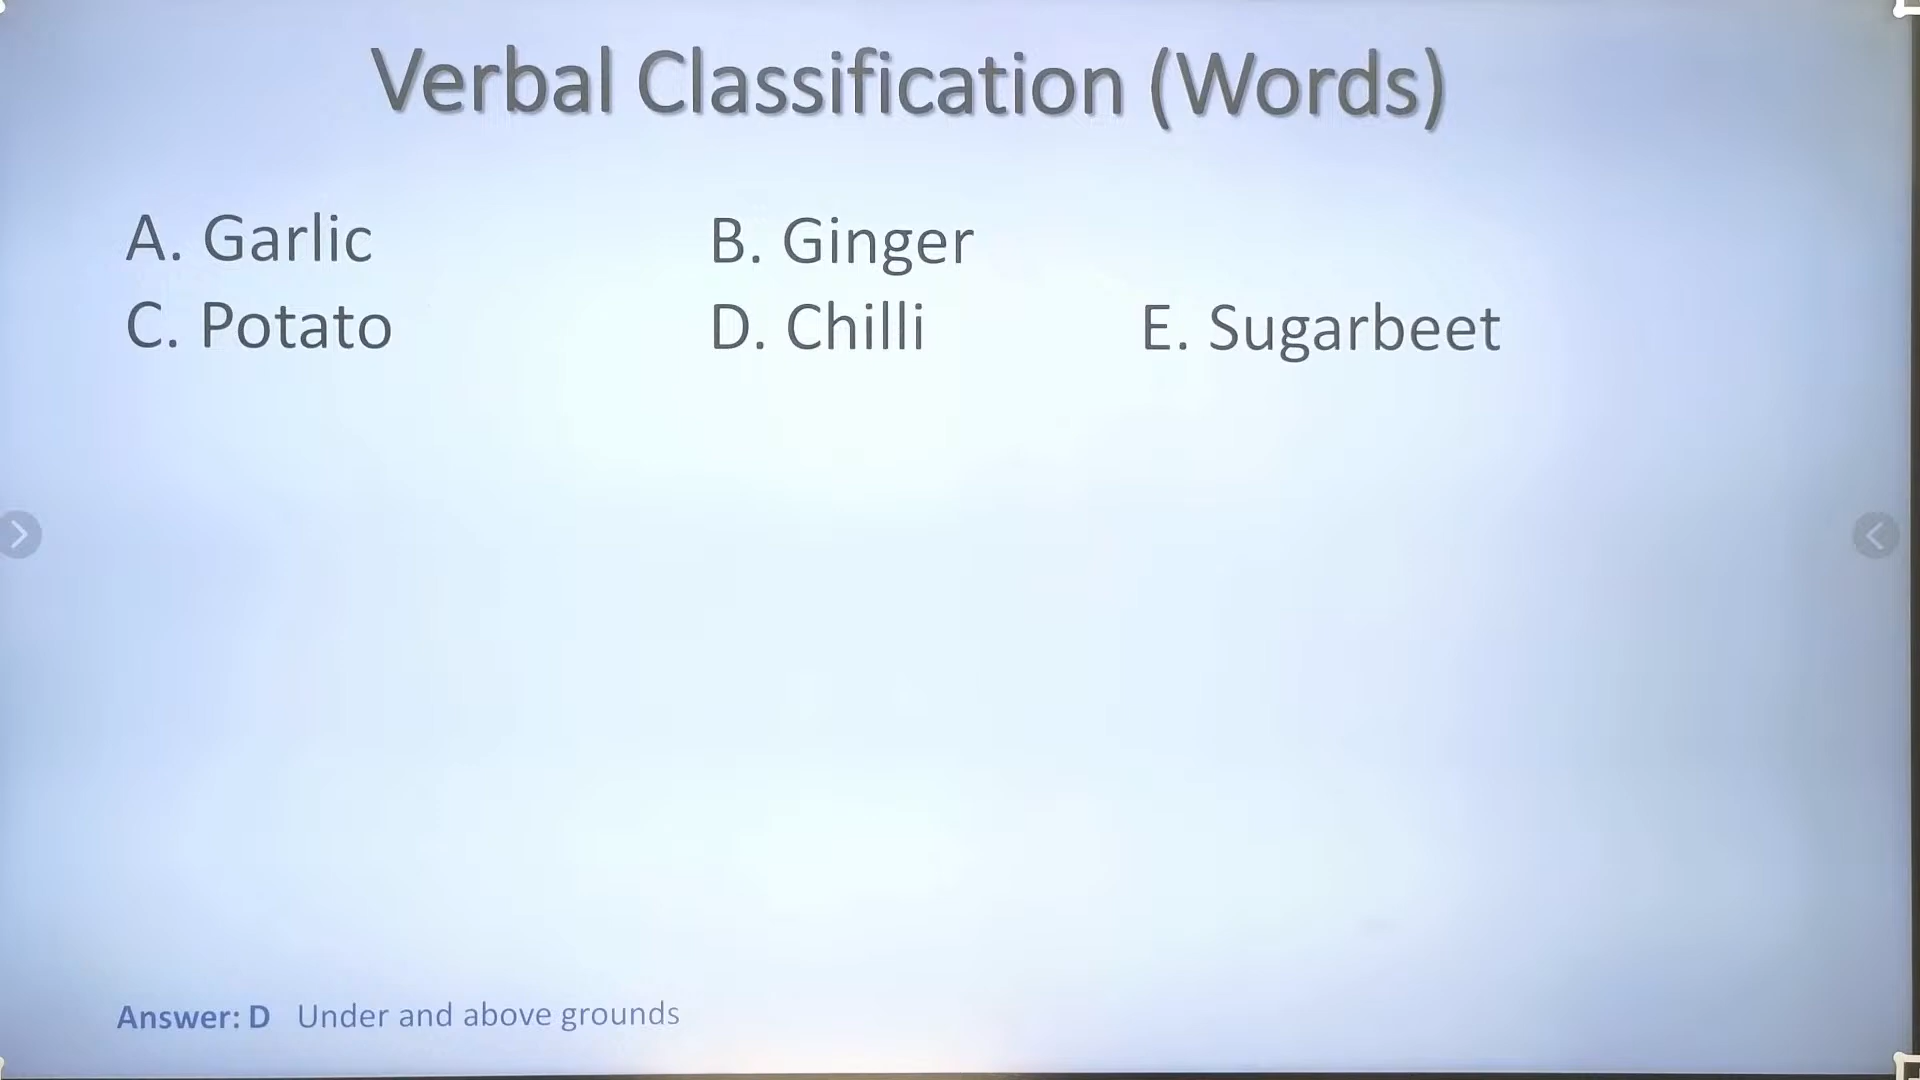 Verbal Classification (Words)
A. Garlic B. Ginger
C. Potato D. Chilli E. Sugarbeet
Answer: D Under and above grounds